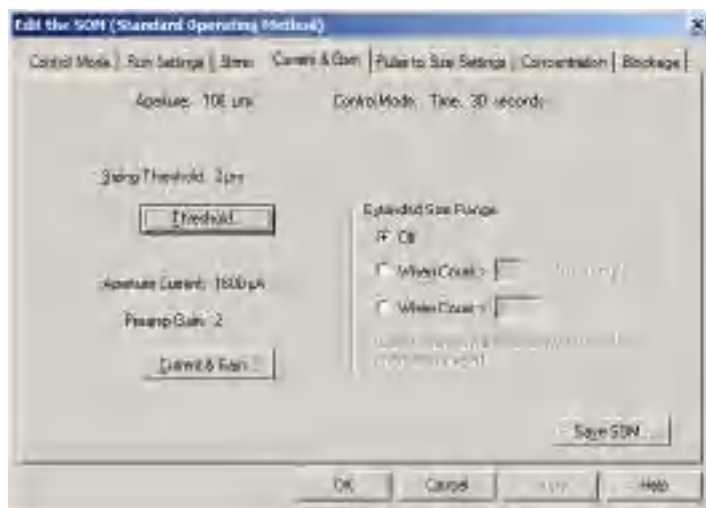 Edit the SOM (Standard Operating Method)
Control Mode Run Settings Stirrer Current & Gain Pulse to Size Settings Concentration Blockage
Aperture: 100 µm Control Mode: Time, 30 seconds
Sizing Threshold: 2µm
Threshold...
Extended Size Range
Off
When Count >
When Count >
Aperture Current: 1600 µA
Preamp Gain: 2
Current & Gain...
Save SOM...
OK Cancel Help